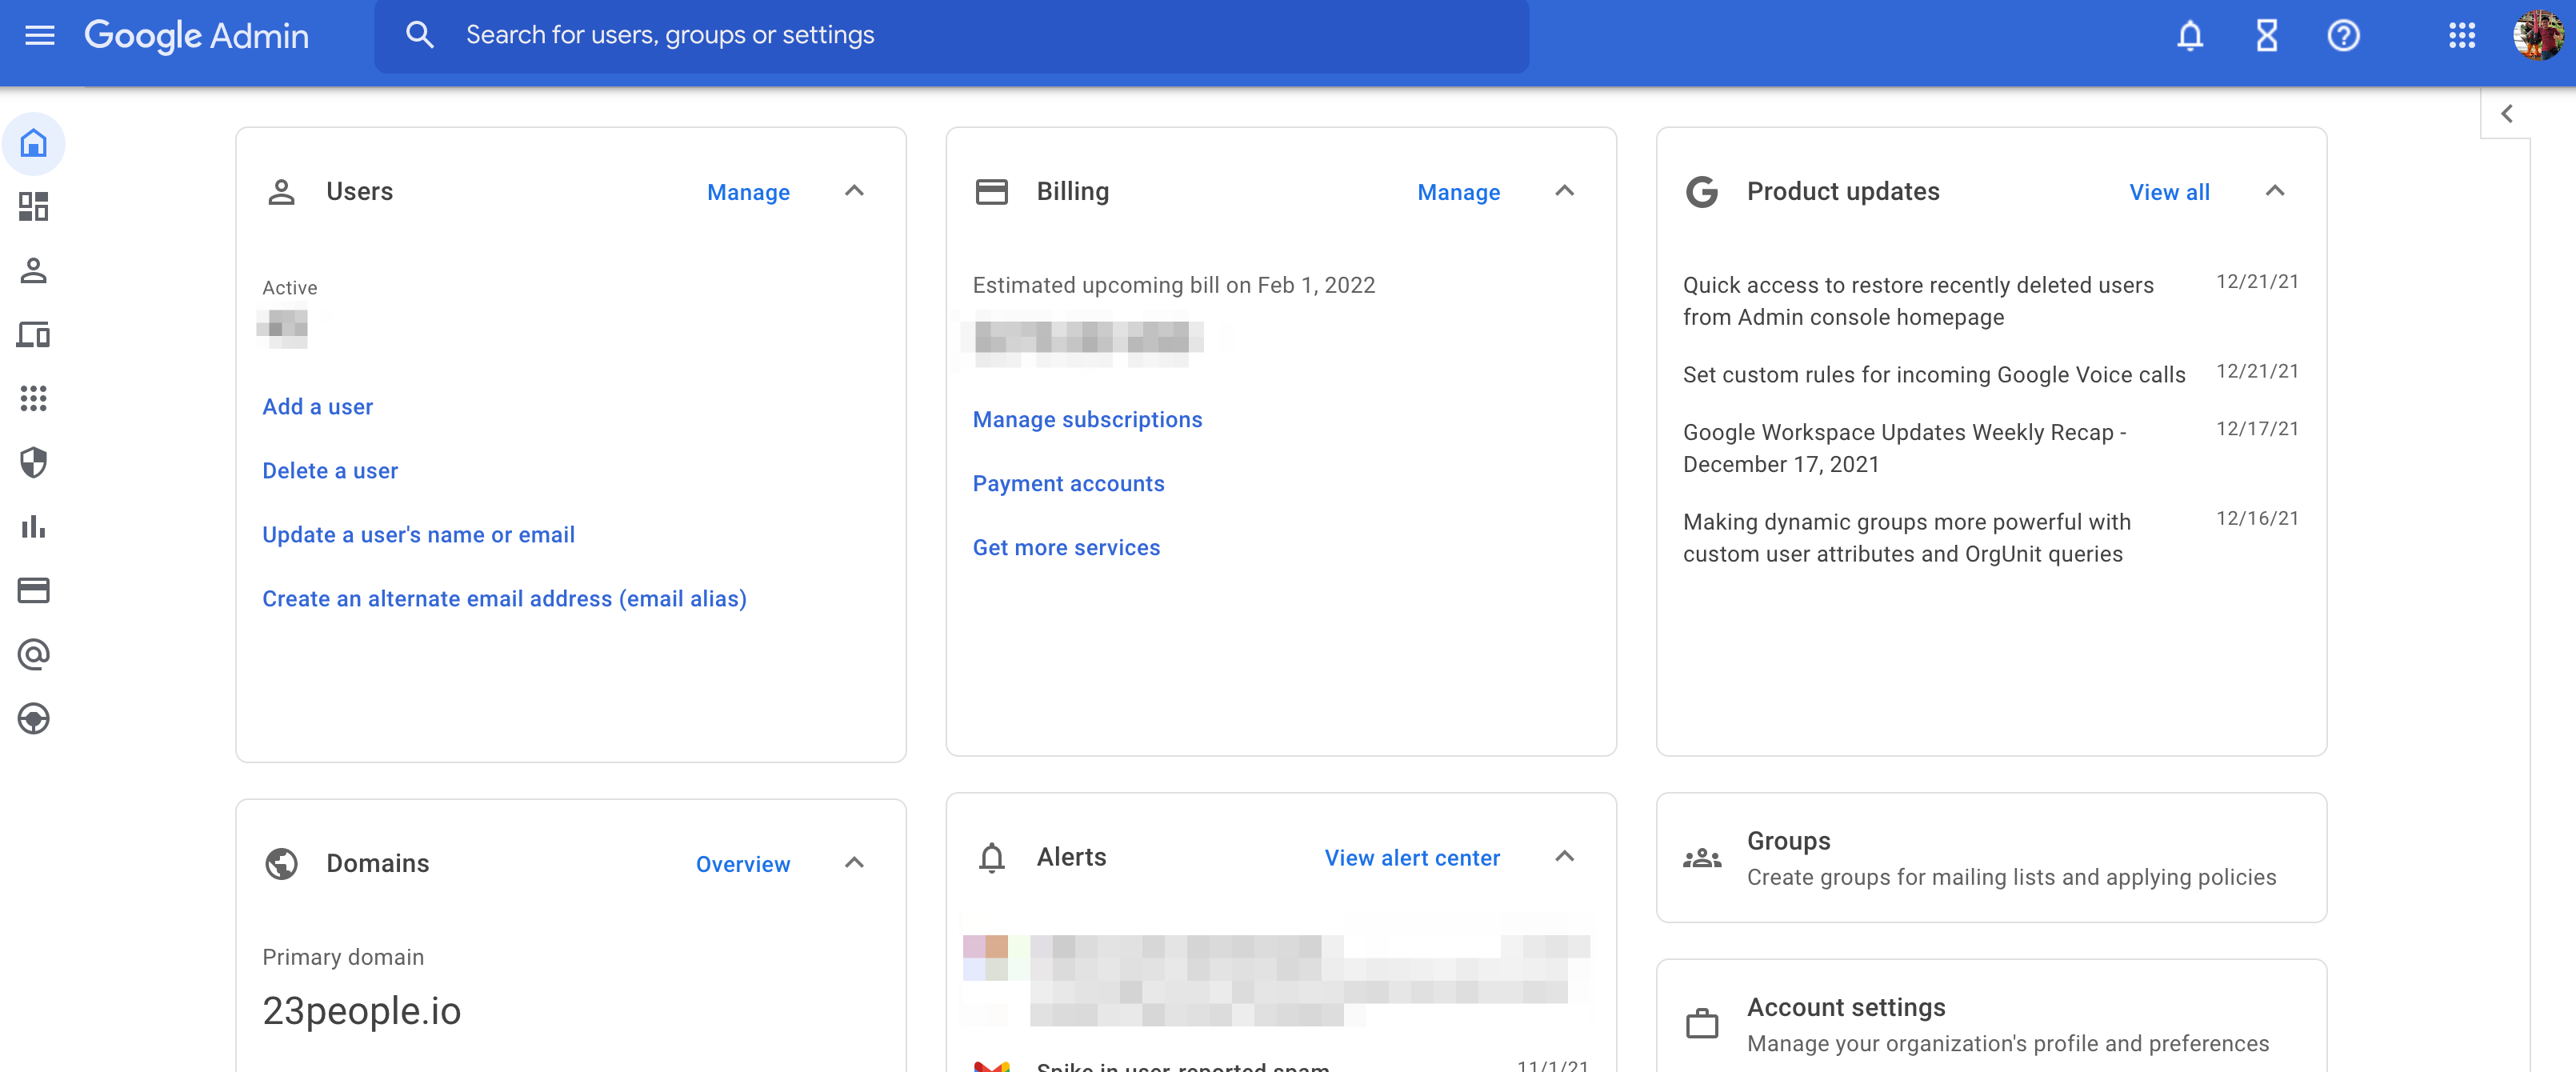 Google Admin
Search for users, groups or settings
Users
Manage
Active
Add a user
Delete a user
Update a user's name or email
Create an alternate email address (email alias)
Billing
Manage
Estimated upcoming bill on Feb 1, 2022
Manage subscriptions
Payment accounts
Get more services
Product updates
View all
Quick access to restore recently deleted users 12/21/21
from Admin console homepage
Set custom rules for incoming Google Voice calls 12/21/21
Google Workspace Updates Weekly Recap - 12/17/21
December 17, 2021
Making dynamic groups more powerful with 12/16/21
custom user attributes and OrgUnit queries
Domains
Overview
Primary domain
23people.io
Alerts
View alert center
Spike in user-reported spam 11/1/21
Groups
Create groups for mailing lists and applying policies
Account settings
Manage your organization's profile and preferences